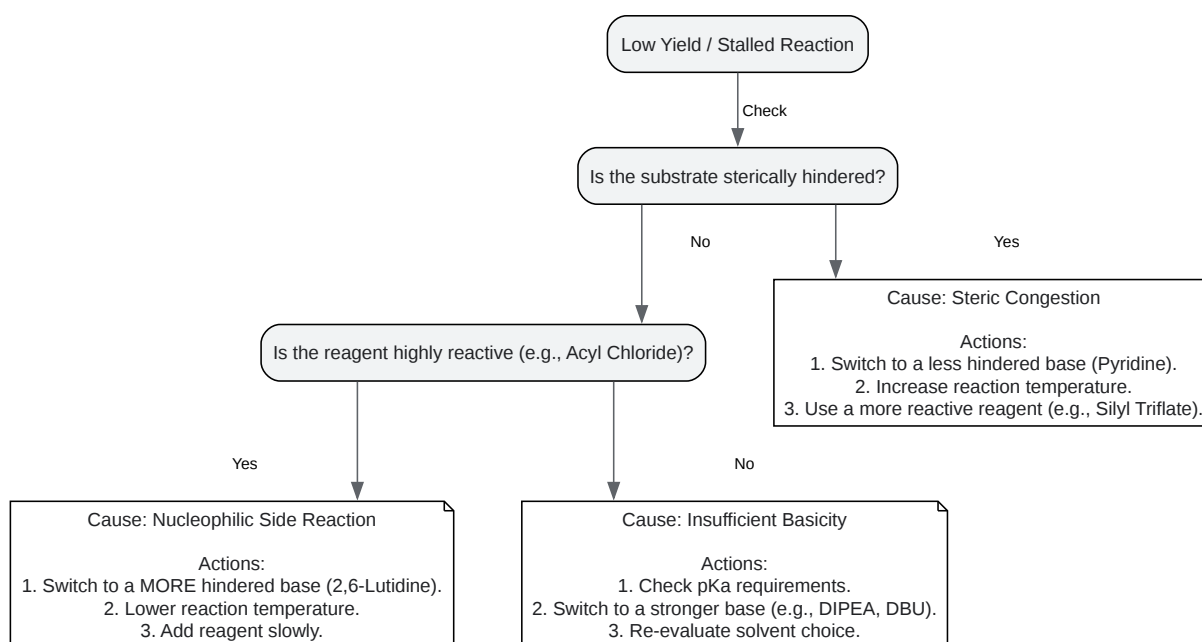 Low Yield / Stalled Reaction
Check
Is the substrate sterically hindered?
No
Yes
Cause: Steric Congestion
Actions:
1. Switch to a less hindered base (Pyridine).
2. Increase reaction temperature.
3. Use a more reactive reagent (e.g., Silyl Triflate).
Is the reagent highly reactive (e.g., Acyl Chloride)?
Yes
No
Cause: Nucleophilic Side Reaction
Actions:
1. Switch to a MORE hindered base (2,6-Lutidine).
2. Lower reaction temperature.
3. Add reagent slowly.
Cause: Insufficient Basicity
Actions:
1. Check pKa requirements.
2. Switch to a stronger base (e.g., DIPEA, DBU).
3. Re-evaluate solvent choice.